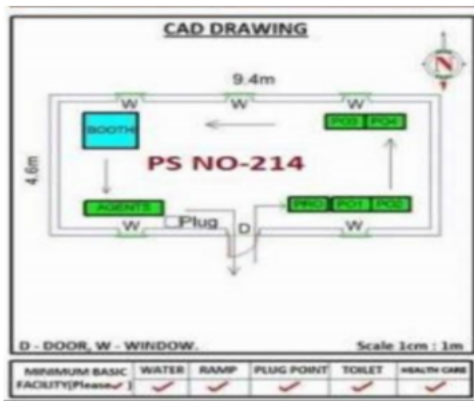 CAD DRAWING
N
9.4m
W W W
BOOTH
PO3 PO4
4.6m
PS NO-214
AGENTS
PRO PO1 PO2
Plug
W D W
D - DOOR, W - WINDOW.
Scale 1cm : 1m
MINIMUM BASIC FACILITY(Please✓)
WATER
RAMP
PLUG POINT
TOILET
HEALTH CARE